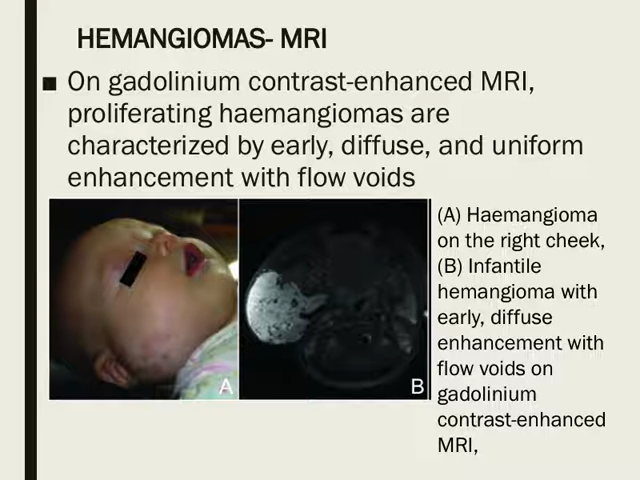 HEMANGIOMAS- MRI
■ On gadolinium contrast-enhanced MRI,
proliferating haemangiomas are
characterized by early, diffuse, and uniform
enhancement with flow voids
(A) Haemangioma
on the right cheek,
(B) Infantile
hemangioma with
early, diffuse
enhancement with
flow voids on
gadolinium
contrast-enhanced
MRI,
A
B